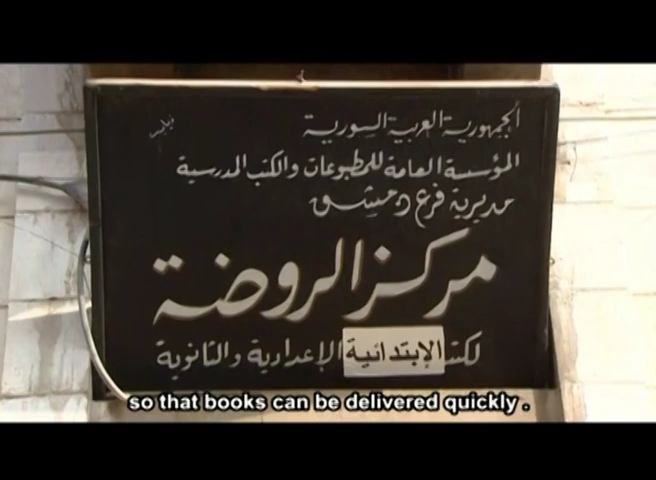 الجمهورية العربية السورية
المؤسسة العامة للمطبوعات والكتب المدرسية
مديرية فرع دمشق
مركز الروضة
لكتب الإبتدائية الإعدادية والثانوية
so that books can be delivered quickly .